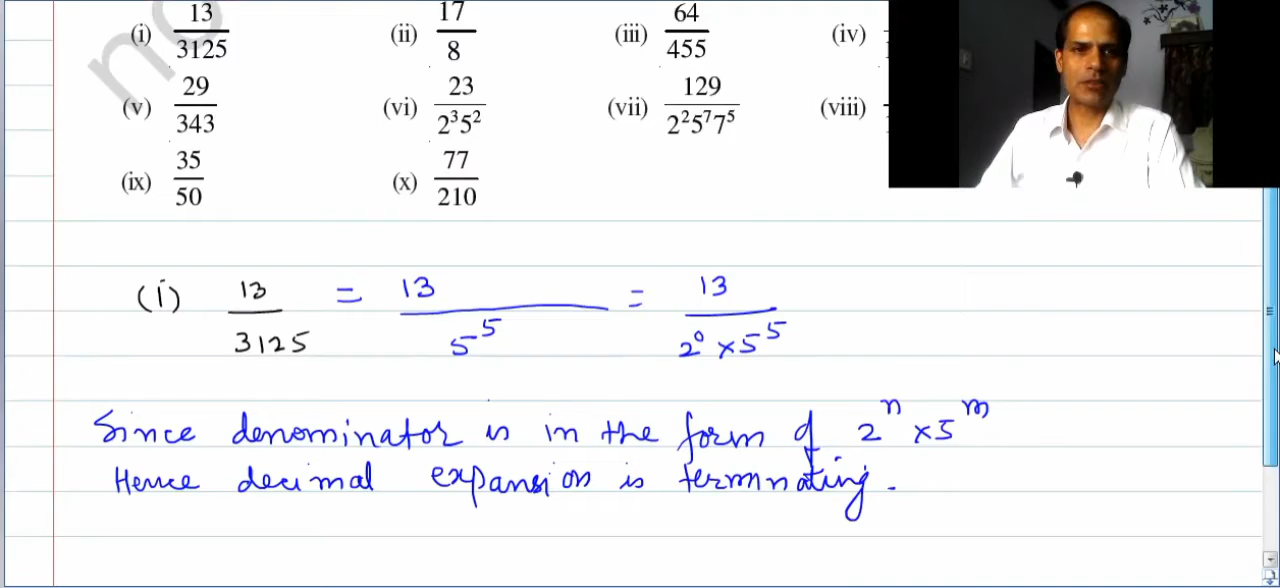 no
(i) 13/3125 (ii) 17/8 (iii) 64/455 (iv)
(v) 29/343 (vi) 23/2³5² (vii) 129/2²5⁷7⁵ (viii)
(ix) 35/50 (x) 77/210
(i) 13/3125 = 13/5⁵ = 13/2⁰×5⁵
Since denominator is in the form of 2ⁿ×5ᵐ
Hence decimal expansion is termnating.